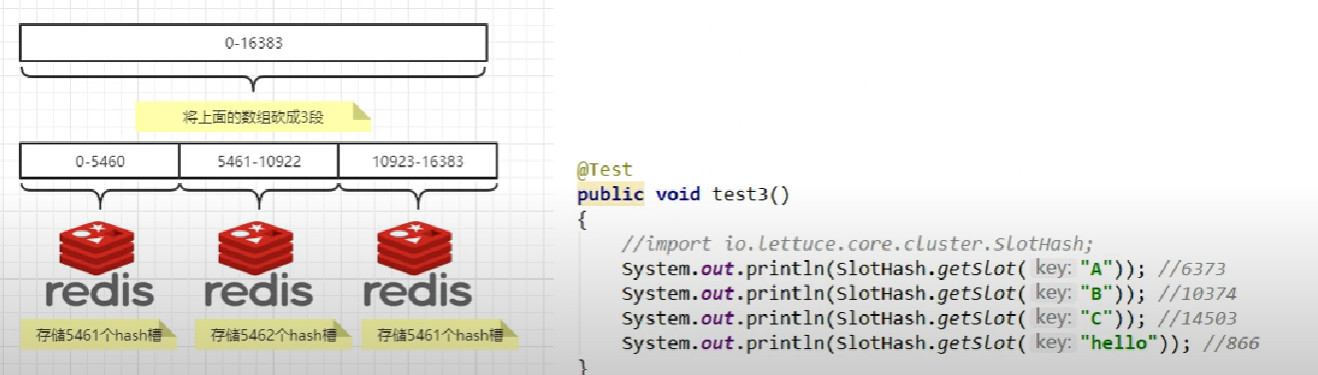 0-16383
将上面的数组砍成3段
0-5460 5461-10922 10923-16383
redis redis redis
存储5461个hash槽 存储5462个hash槽 存储5461个hash槽
@Test
public void test3()
{
//import io.lettuce.core.cluster.SlotHash;
System.out.println(SlotHash.getSlot( key: "A")); //6373
System.out.println(SlotHash.getSlot( key: "B")); //10374
System.out.println(SlotHash.getSlot( key: "C")); //14503
System.out.println(SlotHash.getSlot( key: "hello")); //866
}